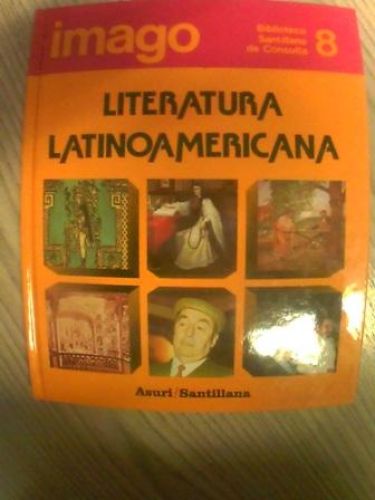 imago
Biblioteca
Santillana
de Consulta
8
LITERATURA
LATINOAMERICANA
Asuri/Santillana